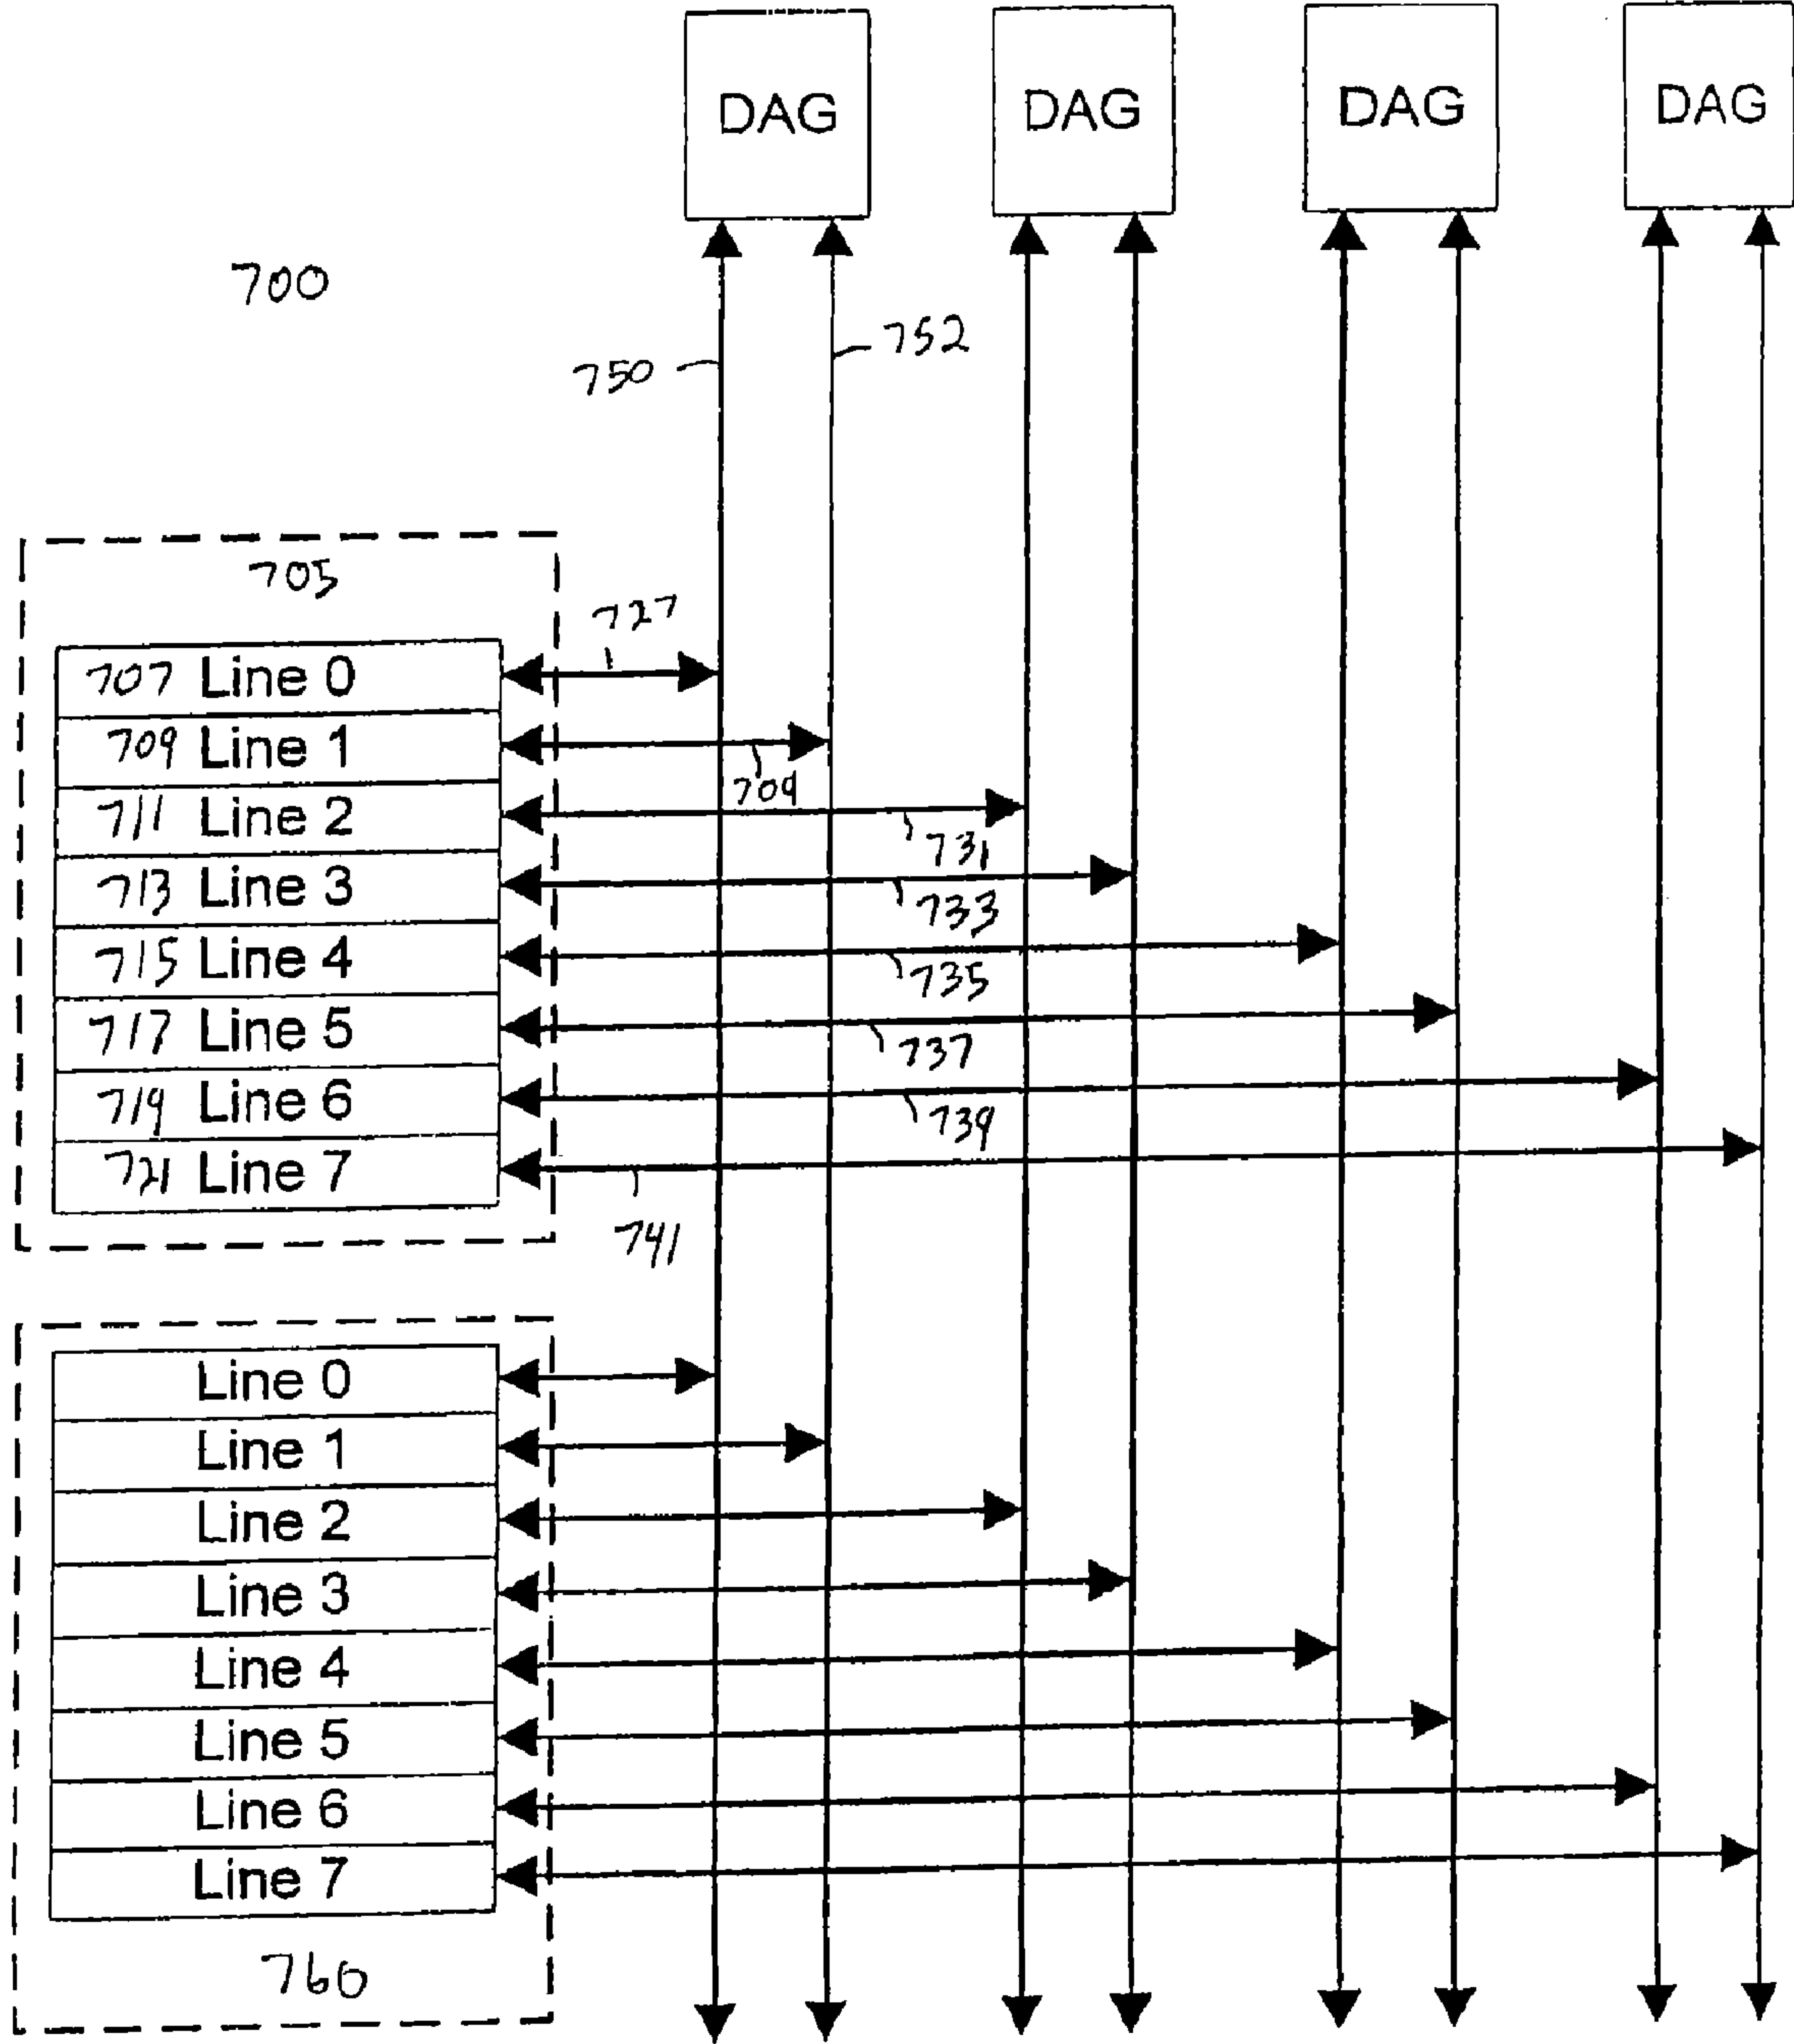 DAG DAG DAG DAG
700
750
752
705
727
707 Line 0
709 Line 1
709
711 Line 2
731
713 Line 3
733
715 Line 4
735
717 Line 5
737
719 Line 6
739
721 Line 7
741
Line 0
Line 1
Line 2
Line 3
Line 4
Line 5
Line 6
Line 7
760